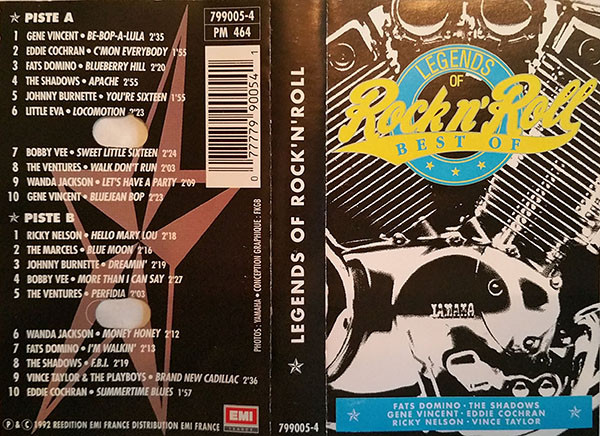 PISTE A
1 GENE VINCENT • BE-BOP-A-LULA 2'35
2 EDDIE COCHRAN • C'MON EVERYBODY 1'55
3 FATS DOMINO • BLUEBERRY HILL 2'20
4 THE SHADOWS • APACHE 2'55
5 JOHNNY BURNETTE • YOU'RE SIXTEEN 1'55
6 LITTLE EVA • LOCOMOTION 2'23
7 BOBBY VEE • SWEET LITTLE SIXTEEN 2'24
8 THE VENTURES • WALK DON'T RUN 2'03
9 WANDA JACKSON • LET'S HAVE A PARTY 2'09
10 GENE VINCENT • BLUEJEAN BOP 2'23
PISTE B
1 RICKY NELSON • HELLO MARY LOU 2'18
2 THE MARCELS • BLUE MOON 2'16
3 JOHNNY BURNETTE • DREAMIN' 2'19
4 BOBBY VEE • MORE THAN I CAN SAY 2'27
5 THE VENTURES • PERFIDIA 2'03
6 WANDA JACKSON • MONEY HONEY 2'12
7 FATS DOMINO • I'M WALKIN' 2'13
8 THE SHADOWS • F.B.I. 2'19
9 VINCE TAYLOR & THE PLAYBOYS • BRAND NEW CADILLAC 2'36
10 EDDIE COCHRAN • SUMMERTIME BLUES 1'57
P & C 1992 REEDITION EMI FRANCE DISTRIBUTION EMI FRANCE
EMI
FRANCE
799005-4
PM 464
0 77779 90054 1
PHOTOS : YAMAHA • CONCEPTION GRAPHIQUE : FKGB
LEGENDS OF ROCK'N'ROLL
799005-4
LEGENDS
OF
Rock n' Roll
BEST OF
YAMAHA
FATS DOMINO • THE SHADOWS
GENE VINCENT • EDDIE COCHRAN
RICKY NELSON • VINCE TAYLOR